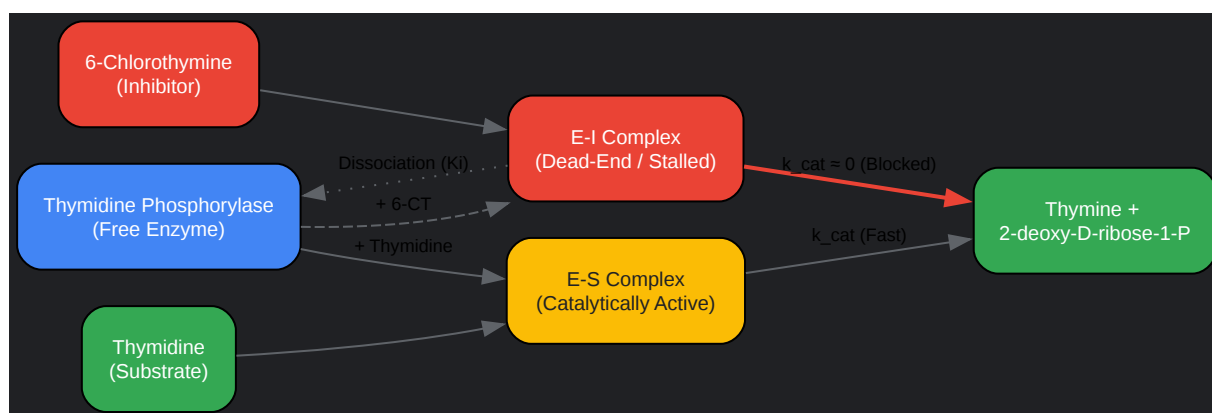 6-Chlorothymine
(Inhibitor)
E-I Complex
(Dead-End / Stalled)
Dissociation (Ki)
k_cat ≈ 0 (Blocked)
Thymidine Phosphorylase
(Free Enzyme)
+ 6-CT
Thymine +
2-deoxy-D-ribose-1-P
+ Thymidine
k_cat (Fast)
E-S Complex
(Catalytically Active)
Thymidine
(Substrate)